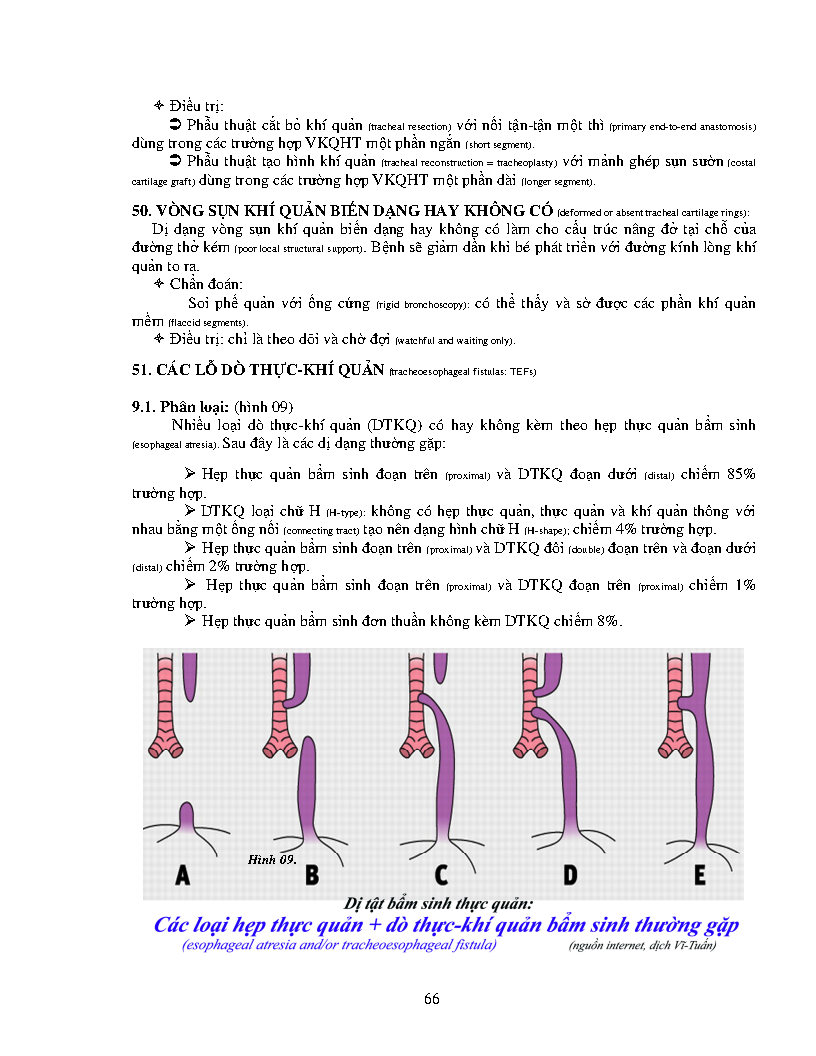 ✧ Điều trị:
➲ Phẫu thuật cắt bỏ khí quản (tracheal resection) với nối tận-tận một thì (primary end-to-end anastomosis)
dùng trong các trường hợp VKQHT một phần ngắn (short segment).
➲ Phẫu thuật tạo hình khí quản (tracheal reconstruction = tracheoplasty) với mảnh ghép sụn sườn (costal
cartilage graft) dùng trong các trường hợp VKQHT một phần dài (longer segment).
50. VÒNG SỤN KHÍ QUẢN BIẾN DẠNG HAY KHÔNG CÓ (deformed or absent tracheal cartilage rings):
Dị dạng vòng sụn khí quản biến dạng hay không có làm cho cấu trúc nâng đở tại chỗ của
đường thở kém (poor local structural support). Bệnh sẽ giảm dần khi bé phát triển với đường kính lòng khí
quản to ra.
✧ Chẩn đoán:
Soi phế quản với ống cứng (rigid bronchoscopy): có thể thấy và sờ được các phần khí quản
mềm (flaccid segments).
✧ Điều trị: chỉ là theo dõi và chờ đợi (watchful and waiting only).
51. CÁC LỖ DÒ THỰC-KHÍ QUẢN (tracheoesophageal fistulas: TEFs)
9.1. Phân loại: (hình 09)
Nhiều loại dò thực-khí quản (DTKQ) có hay không kèm theo hẹp thực quản bẩm sinh
(esophageal atresia). Sau đây là các dị dạng thường gặp:
➢ Hẹp thực quản bẩm sinh đoạn trên (proximal) và DTKQ đoạn dưới (distal) chiếm 85%
trường hợp.
➢ DTKQ loại chữ H (H-type): không có hẹp thực quản, thực quản và khí quản thông với
nhau bằng một ống nối (connecting tract) tạo nên dạng hình chữ H (H-shape); chiếm 4% trường hợp.
➢ Hẹp thực quản bẩm sinh đoạn trên (proximal) và DTKQ đôi (double) đoạn trên và đoạn dưới
(distal) chiếm 2% trường hợp.
➢ Hẹp thực quản bẩm sinh đoạn trên (proximal) và DTKQ đoạn trên (proximal) chiếm 1%
trường hợp.
➢ Hẹp thực quản bẩm sinh đơn thuần không kèm DTKQ chiếm 8%.
Hình 09.
A B C D E
Dị tật bẩm sinh thực quản:
Các loại hẹp thực quản + dò thực-khí quản bẩm sinh thường gặp
(esophageal atresia and/or tracheoesophageal fistula) (nguồn internet, dịch Vĩ-Tuấn)
66